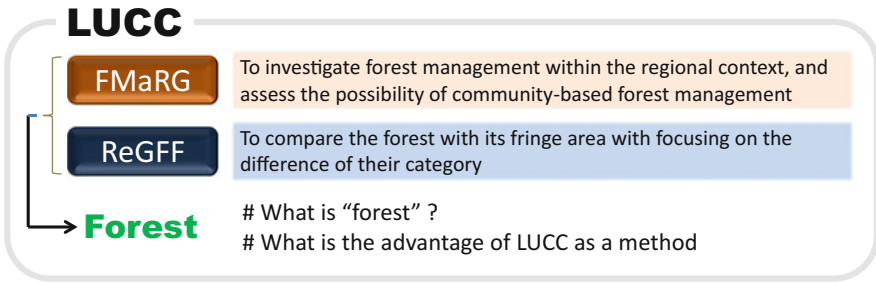 LUCC
FMaRG
To investigate forest management within the regional context, and
assess the possibility of community-based forest management
ReGFF
To compare the forest with its fringe area with focusing on the
difference of their category
Forest
# What is “forest” ?
# What is the advantage of LUCC as a method